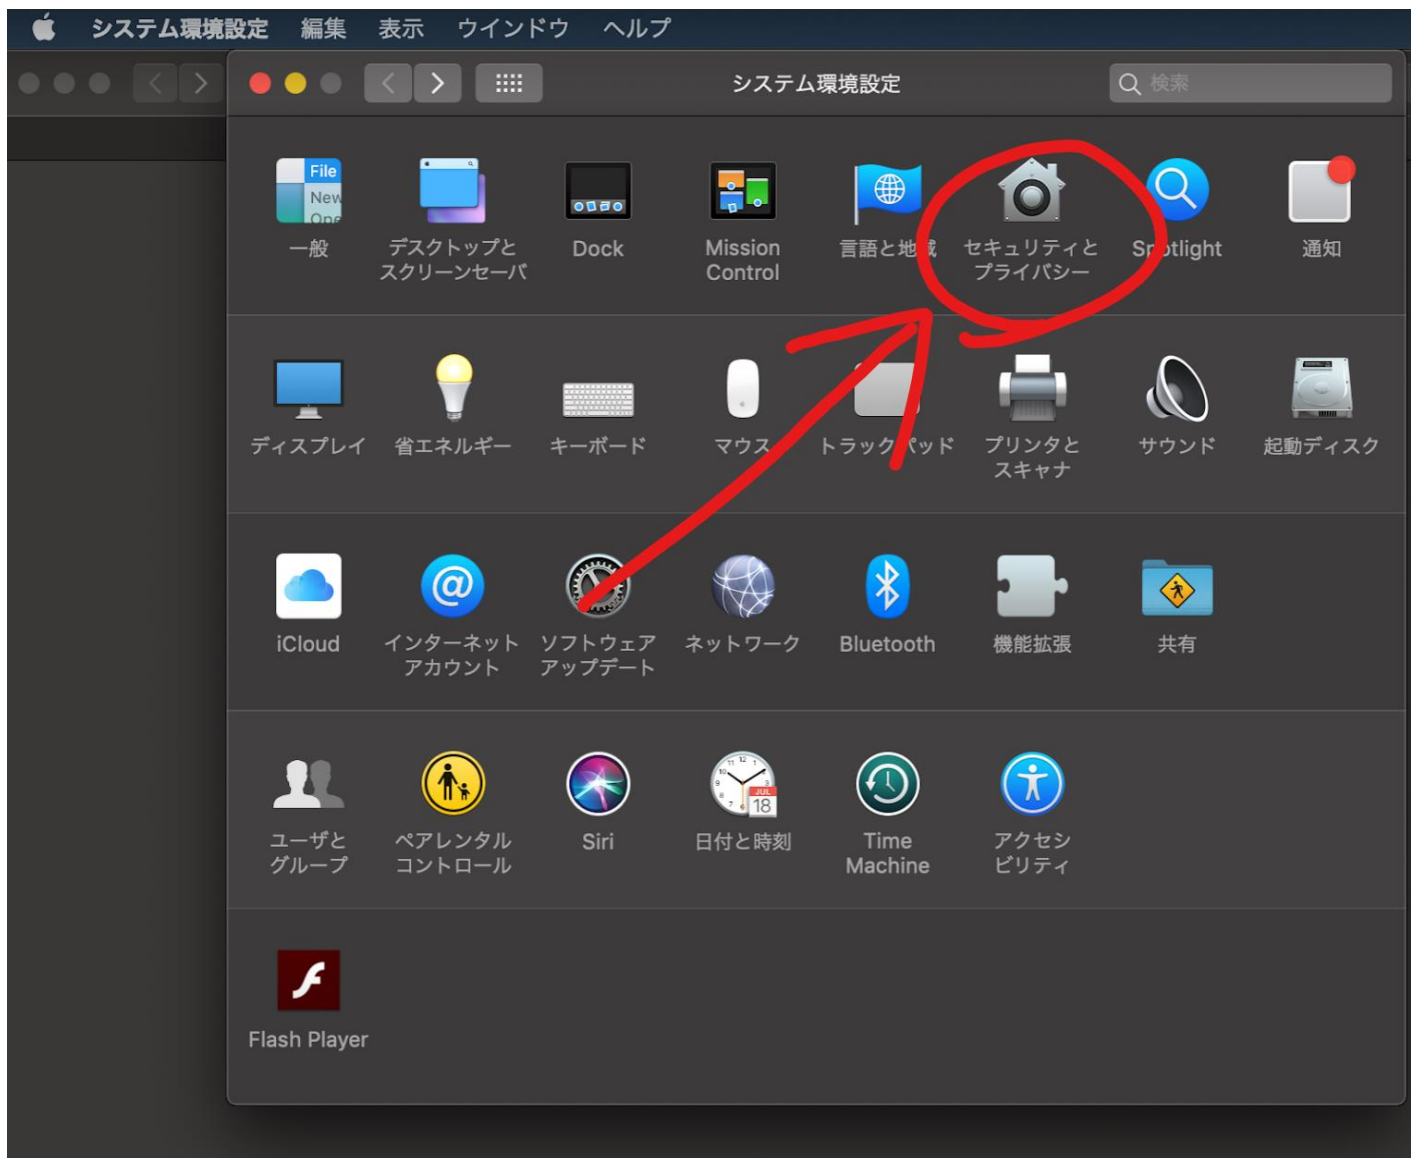 システム環境設定 編集 表示 ウインドウ ヘルプ
システム環境設定
検索
File
New
One
一般
デスクトップと
スクリーンセーバ
Dock
Mission
Control
言語と地域
セキュリティと
プライバシー
Spotlight
通知
ディスプレイ
省エネルギー
キーボード
マウス
トラックパッド
プリンタと
スキャナ
サウンド
起動ディスク
iCloud
インターネット
アカウント
ソフトウェア
アップデート
ネットワーク
Bluetooth
機能拡張
共有
ユーザと
グループ
ペアレンタル
コントロール
Siri
JUL
18
日付と時刻
Time
Machine
アクセシ
ビリティ
Flash Player